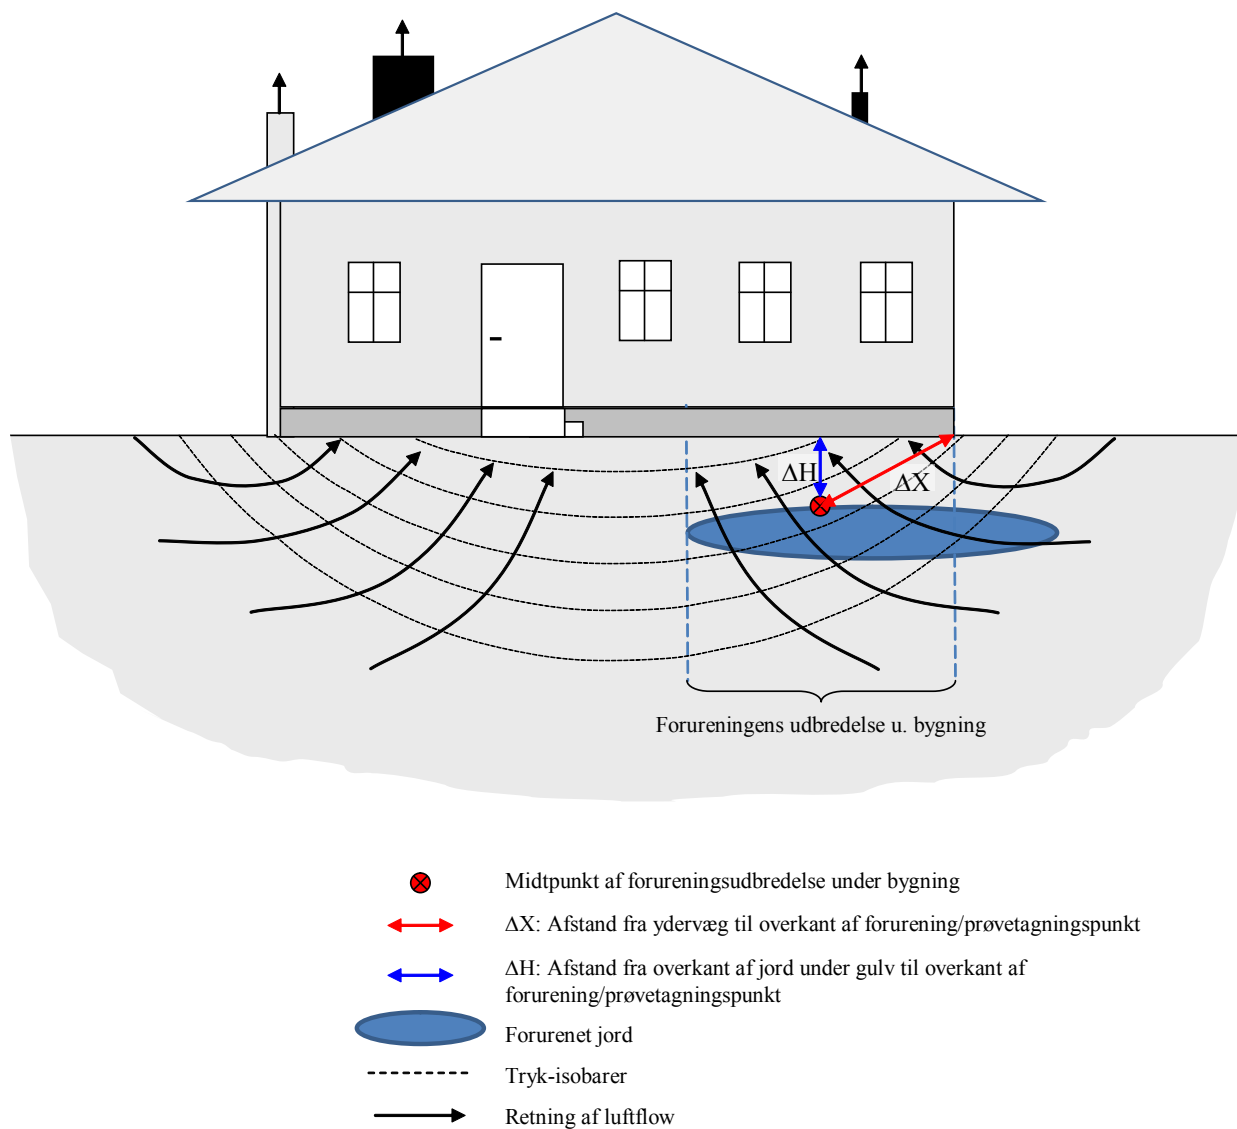 ΔH
ΔX
Forureningens udbredelse u. bygning
Midtpunkt af forureningsudbredelse under bygning
ΔX: Afstand fra ydervæg til overkant af forurening/prøvetagningspunkt
ΔH: Afstand fra overkant af jord under gulv til overkant af
forurening/prøvetagningspunkt
Forurenet jord
Tryk-isobarer
Retning af luftflow